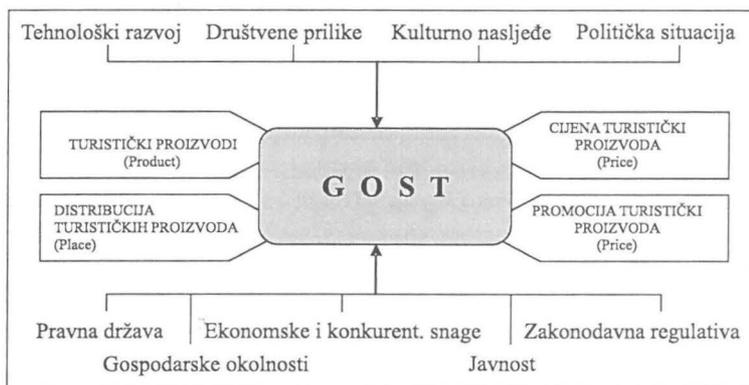 Tehnološki razvoj Društvene prilike Kulturno nasljeđe Politička situacija
TURISTIČKI PROIZVODI
(Product)
CIJENA TURISTIČKI
PROIZVODA
(Price)
G O S T
DISTRIBUCIJA
TURISTIČKIH PROIZVODA
(Place)
PROMOCIJA TURISTIČKI
PROIZVODA
(Price)
Pravna država Ekonomske i konkurent. snage Zakonodavna regulativa
Gospodarske okolnosti Javnost